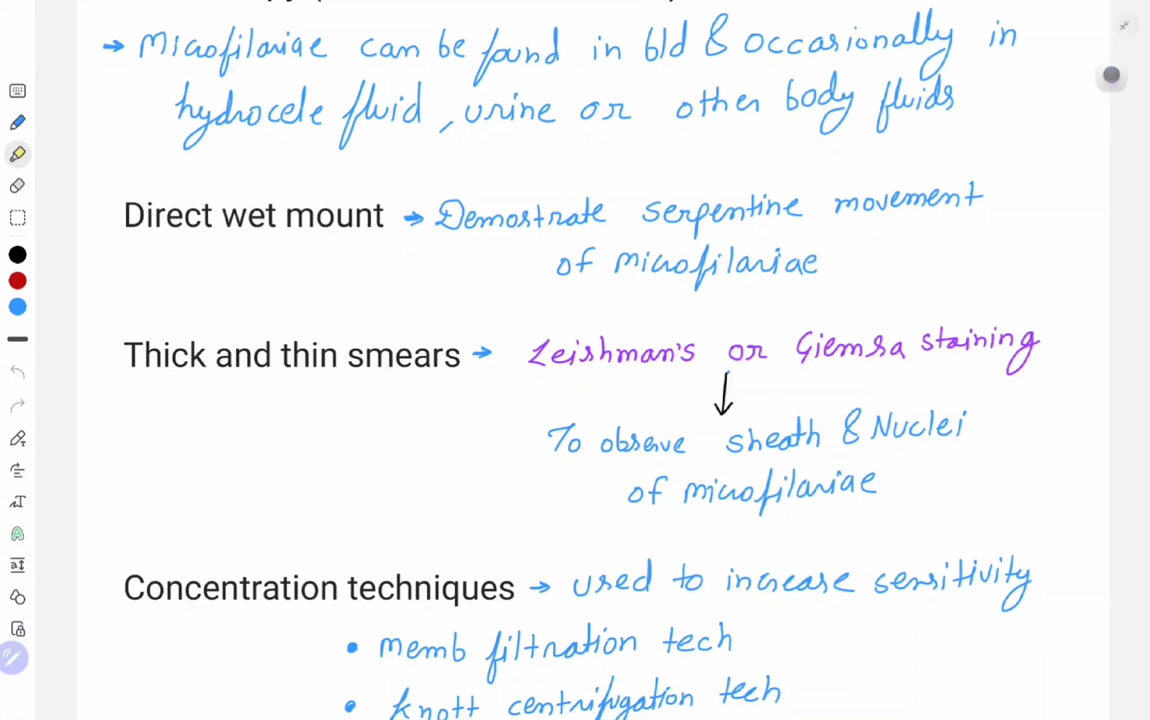 → Microfilariae can be found in bld & occasionally in
hydrocele fluid, urine or other body fluids
Direct wet mount → Demostrate serpentine movement
of microfilariae
Thick and thin smears → Leishman's or Giemsa staining
↓
To observe sheath & Nuclei
of microfilariae
Concentration techniques → used to increase sensitivity
• memb filtration tech
• knott centrifugation tech